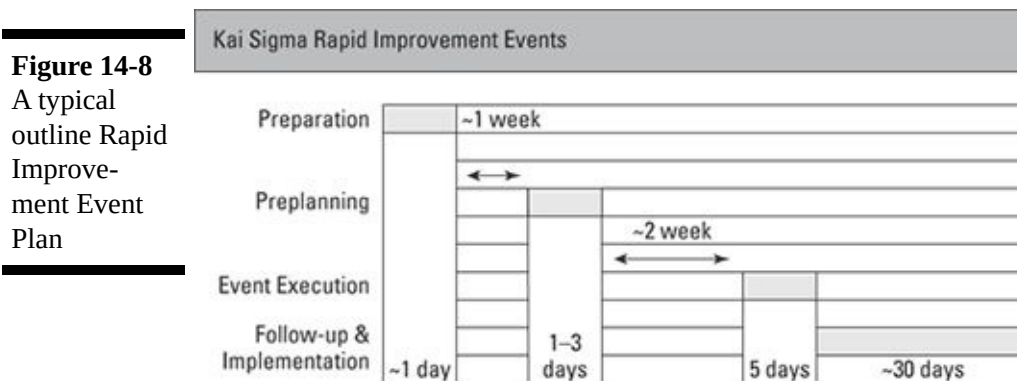 Figure 14-8
A typical
outline Rapid
Improve-
ment Event
Plan
Kai Sigma Rapid Improvement Events
Preparation
~1 week
Preplanning
~2 week
Event Execution
Follow-up &
Implementation
~1 day
1–3
days
5 days
~30 days